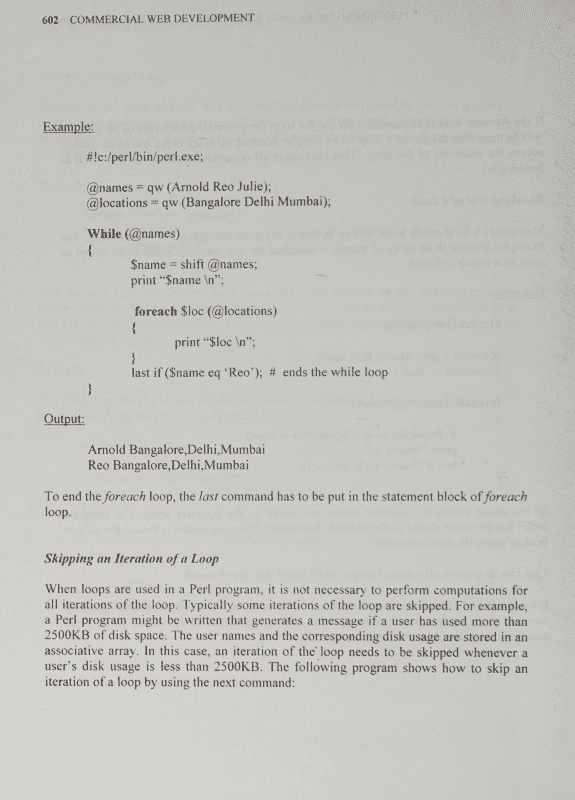 602 COMMERCIAL WEB DEVELOPMENT
Example:
#!c:/perl/bin/perl.exe;
@names = qw (Arnold Reo Julie);
@locations = qw (Bangalore Delhi Mumbai);
While (@names)
{
$name = shift @names;
print “$name \n”;
foreach $loc (@locations)
{
print “$loc \n”;
}
last if ($name eq ‘Reo’); # ends the while loop
}
Output:
Arnold Bangalore,Delhi,Mumbai
Reo Bangalore,Delhi,Mumbai
To end the foreach loop, the last command has to be put in the statement block of foreach
loop.
Skipping an Iteration of a Loop
When loops are used in a Perl program, it is not necessary to perform computations for
all iterations of the loop. Typically some iterations of the loop are skipped. For example,
a Perl program might be written that generates a message if a user has used more than
2500KB of disk space. The user names and the corresponding disk usage are stored in an
associative array. In this case, an iteration of the loop needs to be skipped whenever a
user’s disk usage is less than 2500KB. The following program shows how to skip an
iteration of a loop by using the next command: